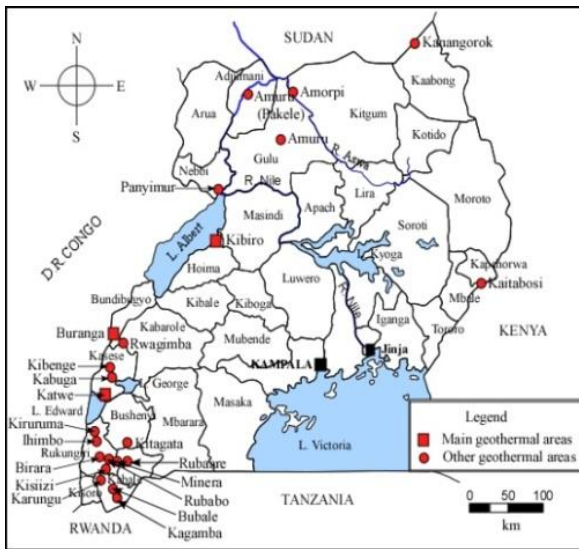 N
W E
S
SUDAN
Kanangorok
Kaabong
Adjumani
Arua
Amuru
(Pakele)
Amorpi
Kitgum
Kotido
Amuru
Gulu
R. Aswa
Nebbi
R. Nile
Panyimur
Masindi
Apach
Lira
Moroto
Soroti
L. Albert
Kibiro
DR CONGO
Hoima
L. Kyoga
Kapchorwa
Kaitabosi
Mbale
Bundibugyo
Kibale
Kiboga
Luwero
R. Nile
Iganga
Tororo
KENYA
Buranga
Kabarole
Rwagimba
Mubende
Jinja
Kibenge
Kasese
KAMPALA
Kabuga
George
Katwe
L. Edward
Bushenyi
Mbarara
Masaka
Kiruruma
Ihimbo
Kitagata
L. Victoria
Rukungiri
Birara
Rubaare
Kisiizi
Kabale
Minera
Karungu
Kisoro
Rubabo
Bubale
Kagamba
RWANDA
TANZANIA
Legend
Main geothermal areas
Other geothermal areas
0 50 100
km